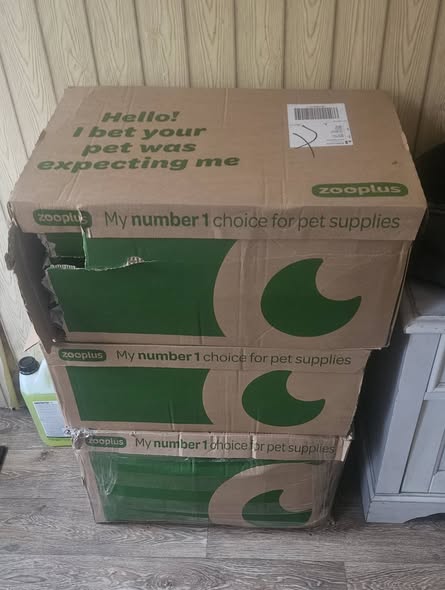 Hello!
I bet your
pet was
expecting me
zooplus
zooplus My number 1 choice for pet supplies
zooplus My number 1 choice for pet supplies
zooplus My number 1 choice for pet supplies